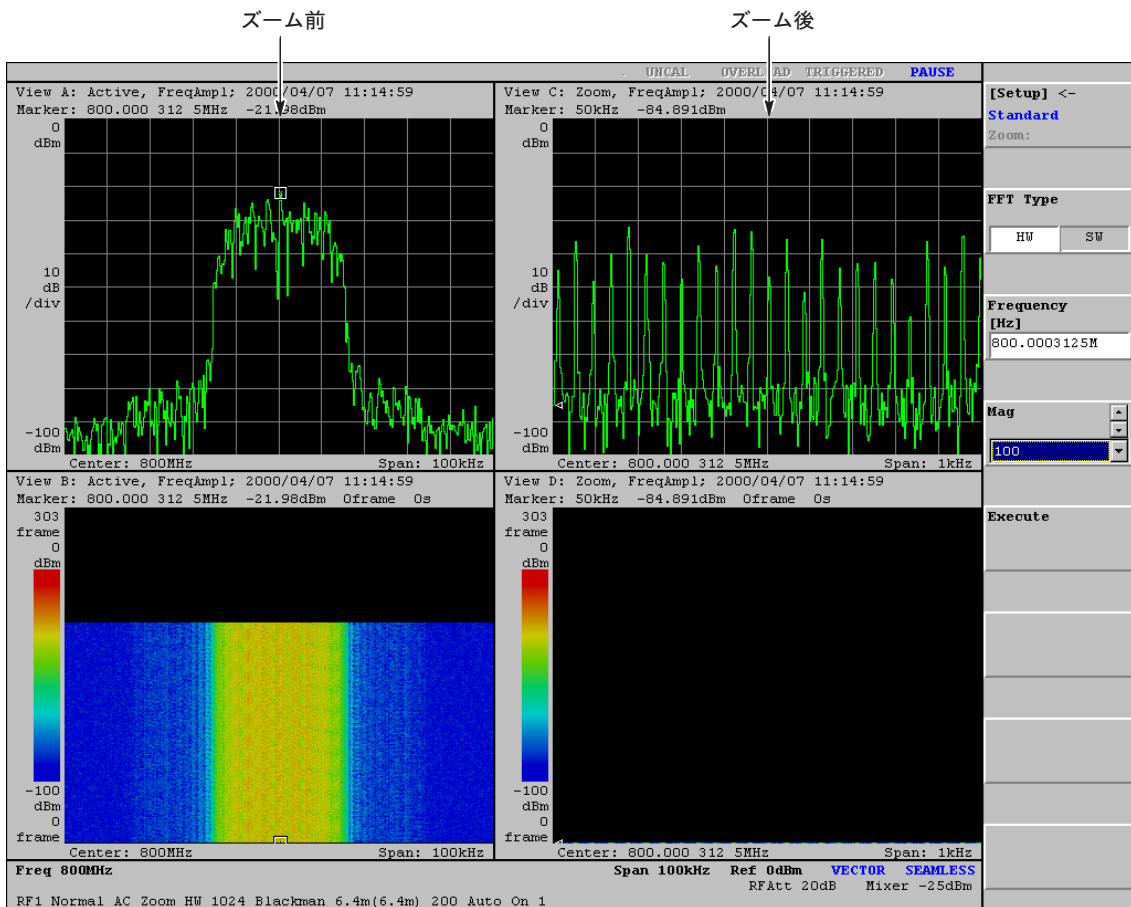 ズーム前
ズーム後
. UNCAL OVERLOAD TRIGGERED PAUSE
View A: Active, FreqAmpl; 2000/04/07 11:14:59
Marker: 800.000 312 5MHz -21.98dBm
0
dBm
10
dB
/div
-100
dBm
Center: 800MHz Span: 100kHz
View C: Zoom, FreqAmpl; 2000/04/07 11:14:59
Marker: 50kHz -84.891dBm
0
dBm
10
dB
/div
-100
dBm
Center: 800.000 312 5MHz Span: 1kHz
View B: Active, FreqAmpl; 2000/04/07 11:14:59
Marker: 800.000 312 5MHz -21.98dBm 0frame 0s
303
frame
0
dBm
-100
dBm
0
frame
Center: 800MHz Span: 100kHz
View D: Zoom, FreqAmpl; 2000/04/07 11:14:59
Marker: 50kHz -84.891dBm 0frame 0s
303
frame
0
dBm
-100
dBm
0
frame
Center: 800.000 312 5MHz Span: 1kHz
[Setup] <-
Standard
Zoom:
FFT Type
HW SW
Frequency
[Hz]
800.0003125M
Mag
100
Execute
Freq 800MHz Span 100kHz Ref 0dBm VECTOR SEAMLESS
RFAtt 20dB Mixer -25dBm
RF1 Normal AC Zoom HW 1024 Blackman 6.4m(6.4m) 200 Auto On 1